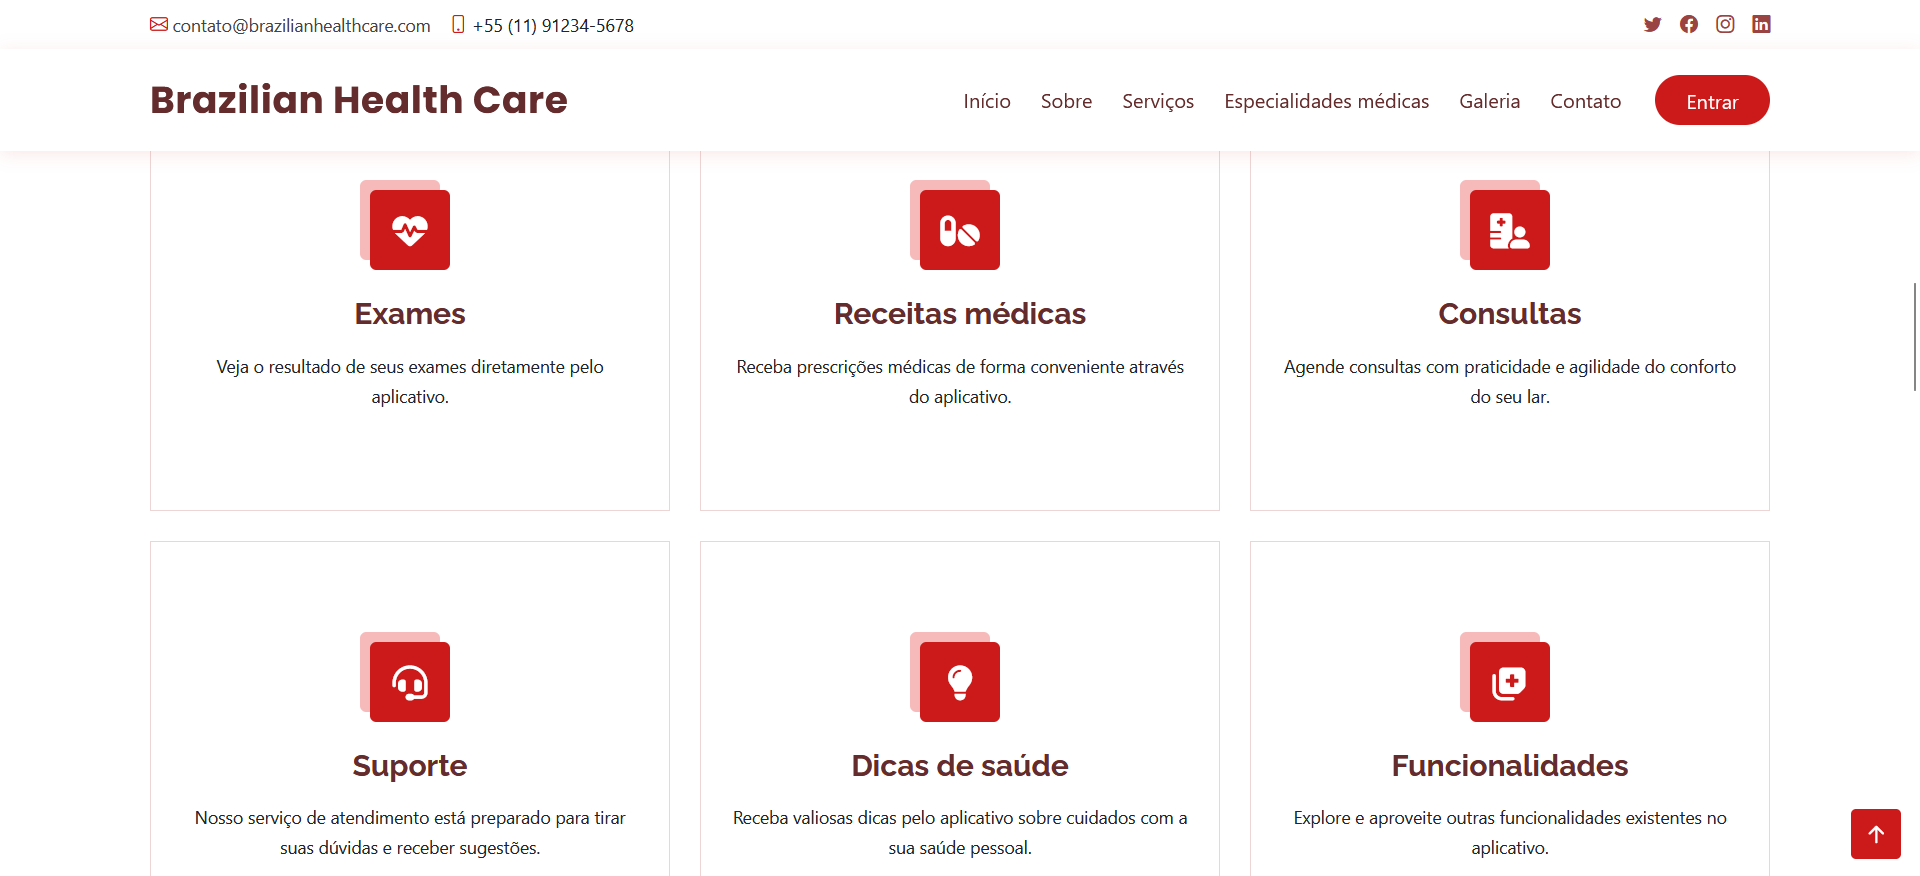 contato@brazilianhealthcare.com +55 (11) 91234-5678
Brazilian Health Care
Início Sobre Serviços Especialidades médicas Galeria Contato Entrar
Exames
Veja o resultado de seus exames diretamente pelo
aplicativo.
Receitas médicas
Receba prescrições médicas de forma conveniente através
do aplicativo.
Consultas
Agende consultas com praticidade e agilidade do conforto
do seu lar.
Suporte
Nosso serviço de atendimento está preparado para tirar
suas dúvidas e receber sugestões.
Dicas de saúde
Receba valiosas dicas pelo aplicativo sobre cuidados com a
sua saúde pessoal.
Funcionalidades
Explore e aproveite outras funcionalidades existentes no
aplicativo.